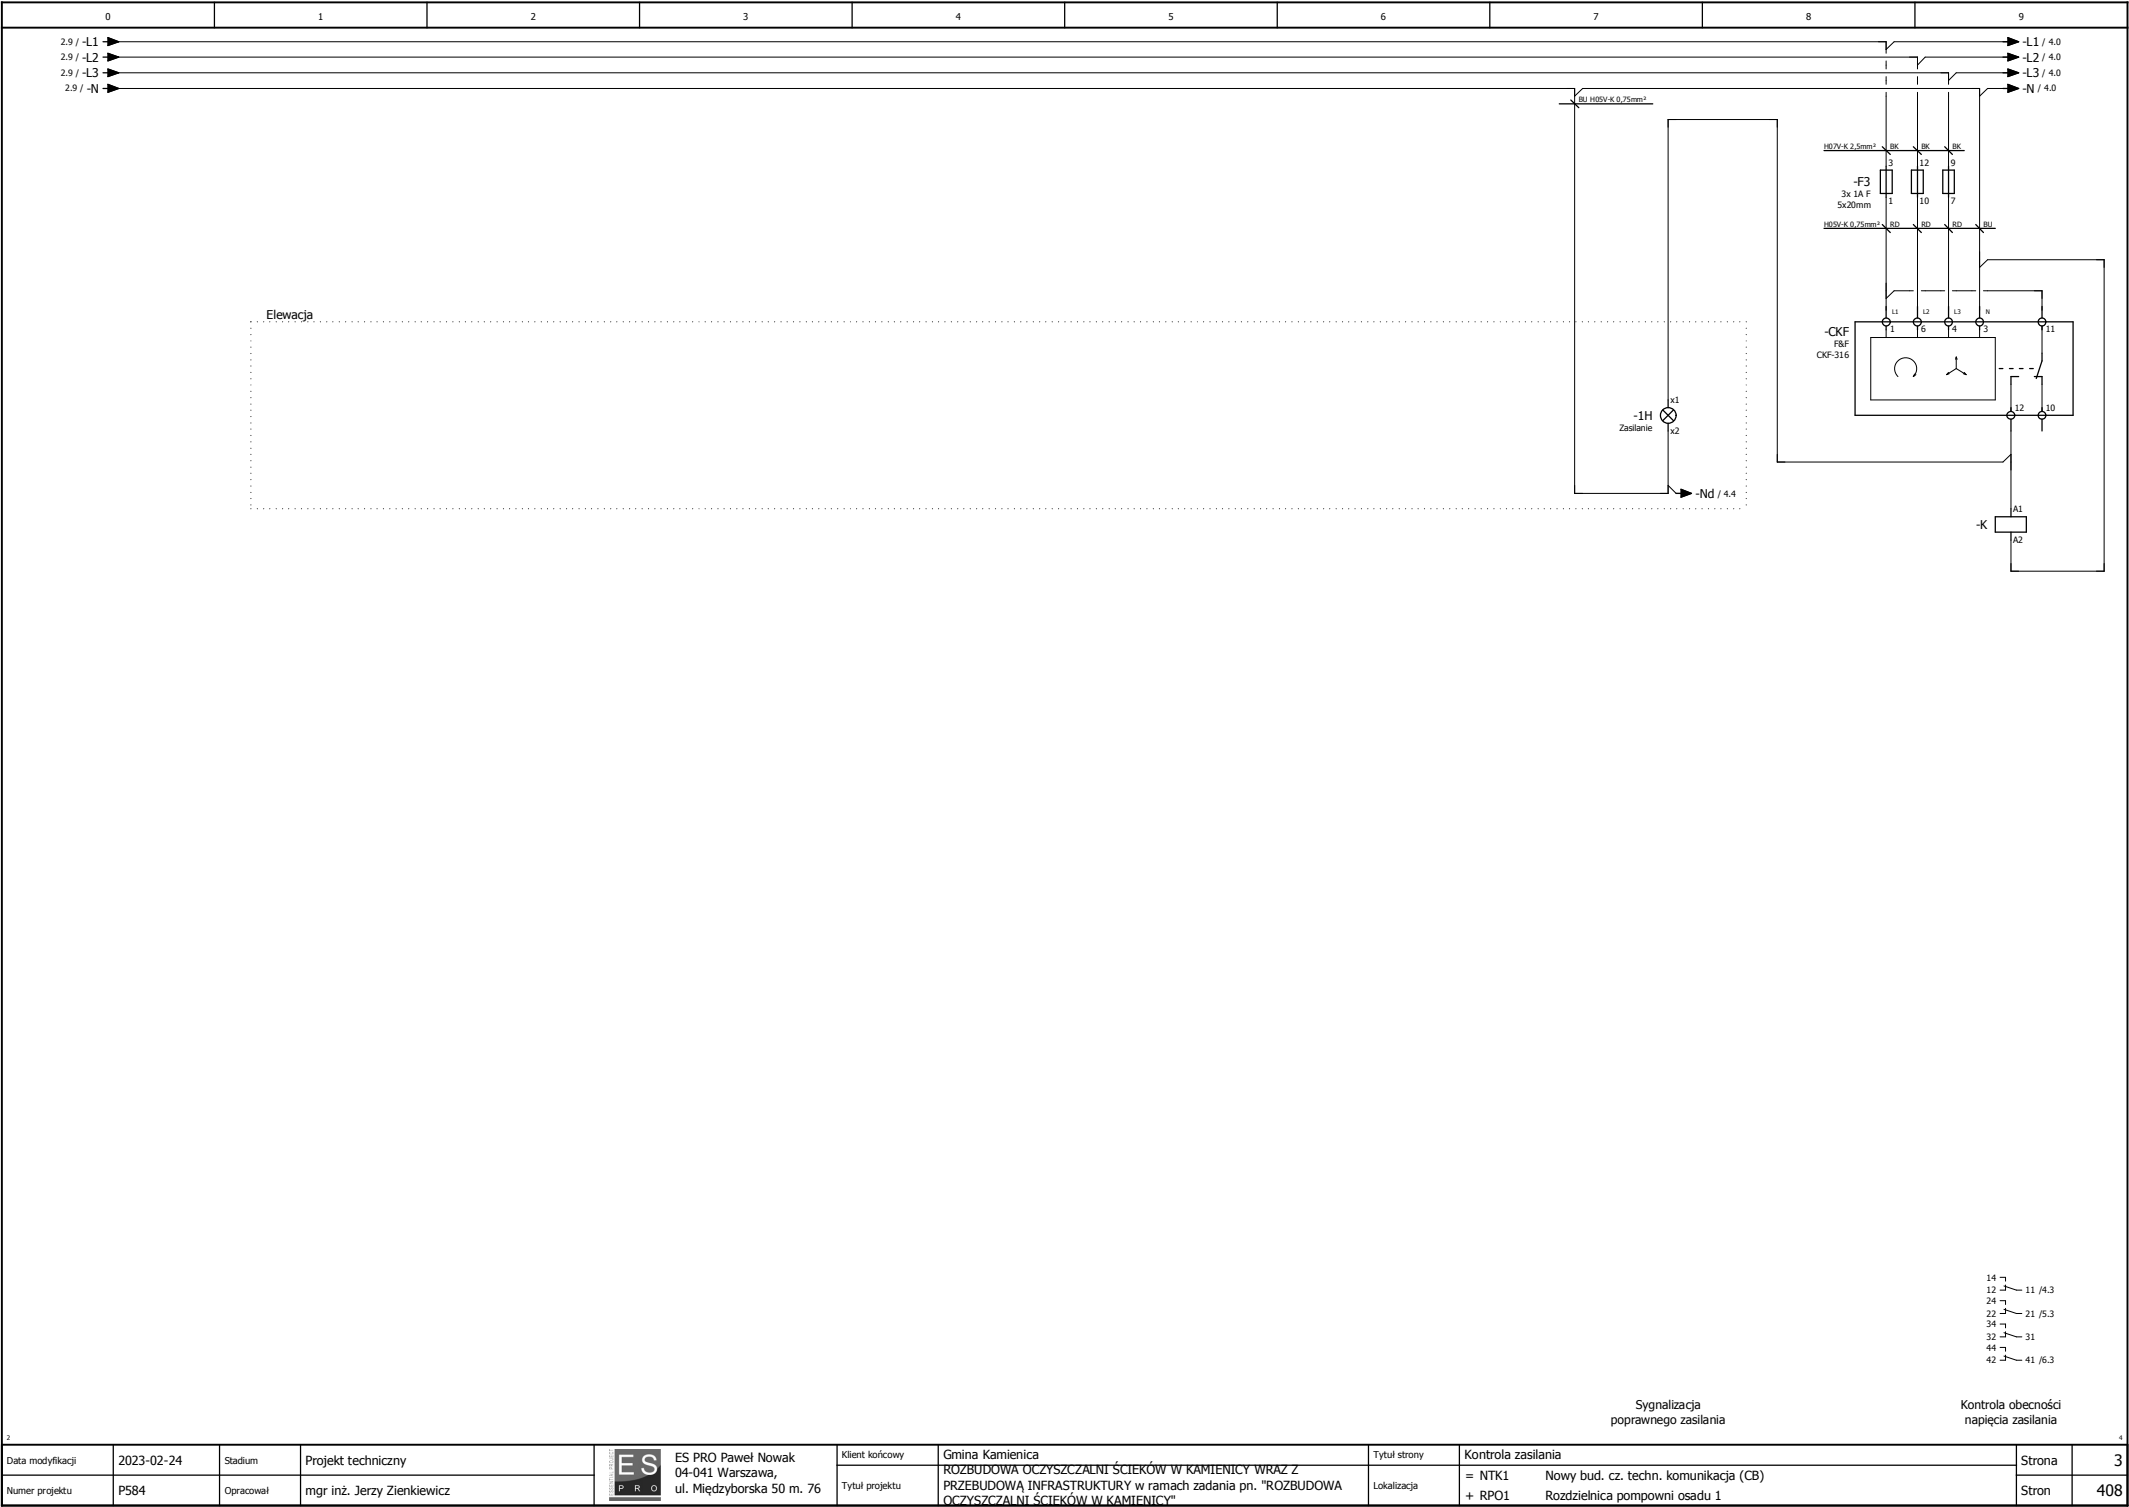 0 1 2 3 4 5 6 7 8 9
2.9 / -L1
2.9 / -L2
2.9 / -L3
2.9 / -N
-L1 / 4.0
-L2 / 4.0
-L3 / 4.0
-N / 4.0
BU H05V-K 0,75mm²
H07V-K 2,5mm² BK BK BK
3 12 9
-F3
3x 1A F
5x20mm
1 10 7
H05V-K 0,75mm² RD RD RD BU
Elewacja
L1 L2 L3 N
1 6 4 3 11
-CKF
F&F
CKF-316
12 10
x1
-1H
Zasilanie
x2
-Nd / 4.4
A1
-K
A2
14
12 11 /4.3
24
22 21 /5.3
34
32 31
44
42 41 /6.3
Sygnalizacja
poprawnego zasilania
Kontrola obecności
napięcia zasilania
2
4
Data modyfikacji 2023-02-24
Stadium Projekt techniczny
Numer projektu P584
Opracował mgr inż. Jerzy Zienkiewicz
ES
PRO
ES PRO Paweł Nowak
04-041 Warszawa,
ul. Międzyborska 50 m. 76
Klient końcowy Gmina Kamienica
Tytuł projektu
ROZBUDOWA OCZYSZCZALNI ŚCIEKÓW W KAMIENICY WRAZ Z
PRZEBUDOWĄ INFRASTRUKTURY w ramach zadania pn. "ROZBUDOWA
OCZYSZCZALNI ŚCIEKÓW W KAMIENICY"
Tytuł strony Kontrola zasilania
Lokalizacja
= NTK1 Nowy bud. cz. techn. komunikacja (CB)
+ RPO1 Rozdzielnica pompowni osadu 1
Strona 3
Stron 408